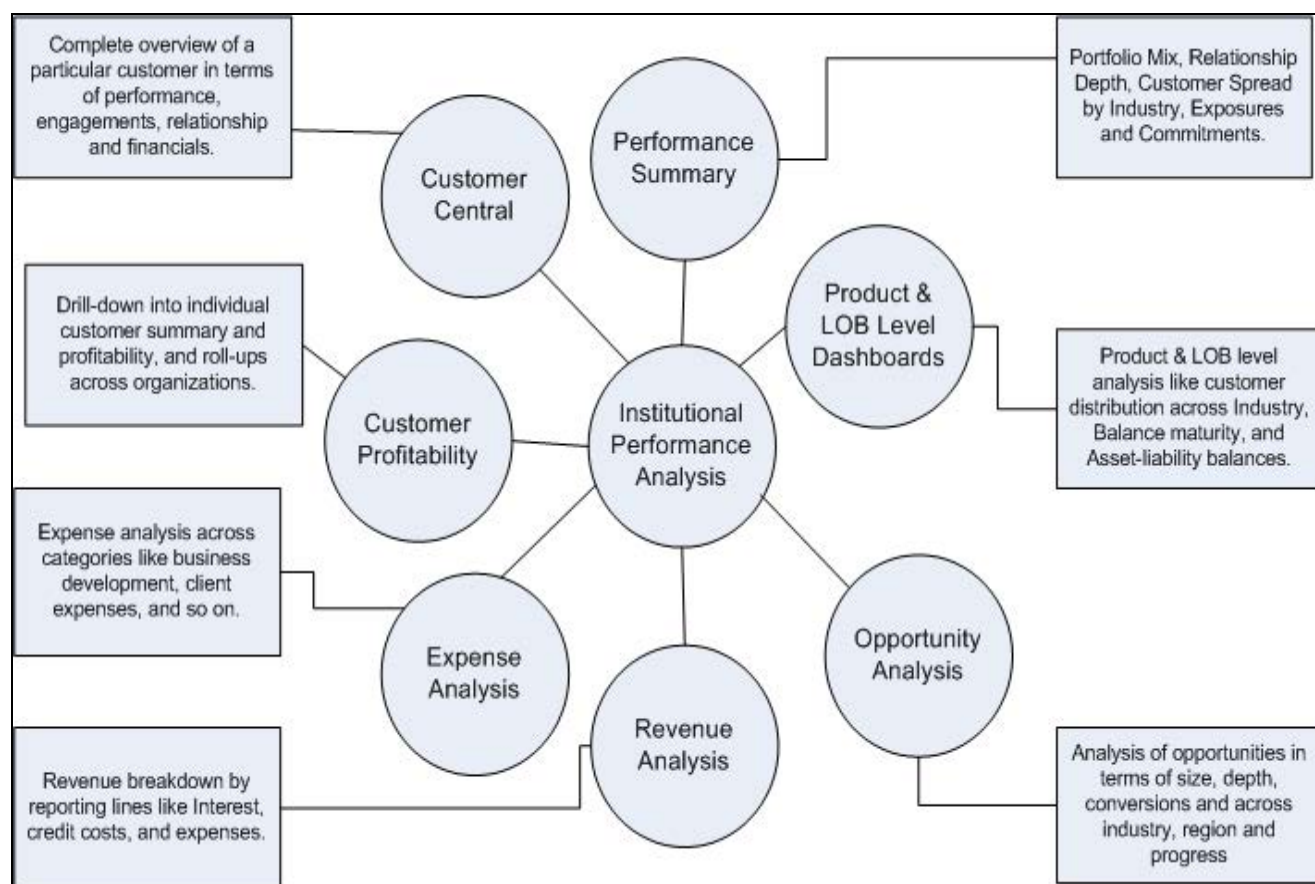 Complete overview of a
particular customer in terms
of performance,
engagements, relationship
and financials.
Customer
Central
Performance
Summary
Portfolio Mix, Relationship
Depth, Customer Spread
by Industry, Exposures
and Commitments.
Drill-down into individual
customer summary and
profitability, and roll-ups
across organizations.
Customer
Profitability
Institutional
Performance
Analysis
Product &
LOB Level
Dashboards
Product & LOB level
analysis like customer
distribution across Industry,
Balance maturity, and
Asset-liability balances.
Expense analysis across
categories like business
development, client
expenses, and so on.
Expense
Analysis
Opportunity
Analysis
Revenue breakdown by
reporting lines like Interest,
credit costs, and expenses.
Revenue
Analysis
Analysis of opportunities in
terms of size, depth,
conversions and across
industry, region and
progress